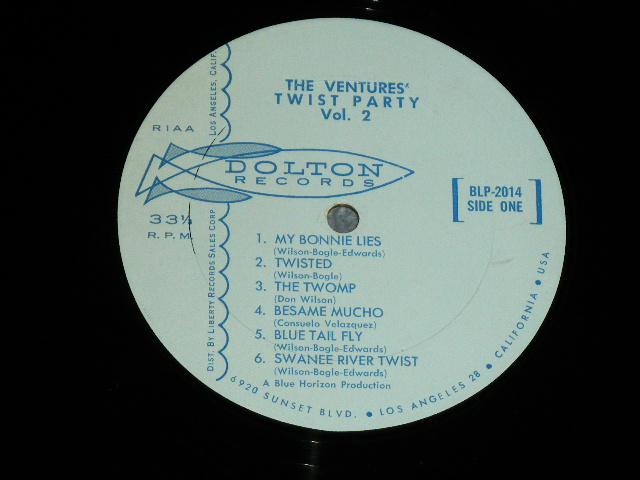 THE VENTURES'
TWIST PARTY
Vol. 2
LOS ANGELES, CALIF.
RIAA
DOLTON
RECORDS
33⅓
R.P.M.
BLP-2014
SIDE ONE
1. MY BONNIE LIES
(Wilson-Bogle-Edwards)
2. TWISTED
(Wilson-Bogle)
3. THE TWOMP
(Don Wilson)
4. BESAME MUCHO
(Consuelo Velazquez)
5. BLUE TAIL FLY
(Wilson-Bogle-Edwards)
6. SWANEE RIVER TWIST
(Wilson-Bogle-Edwards)
A Blue Horizon Production
DIST. BY LIBERTY RECORDS SALES CORP
6920 SUNSET BLVD. • LOS ANGELES 28 • CALIFORNIA • USA